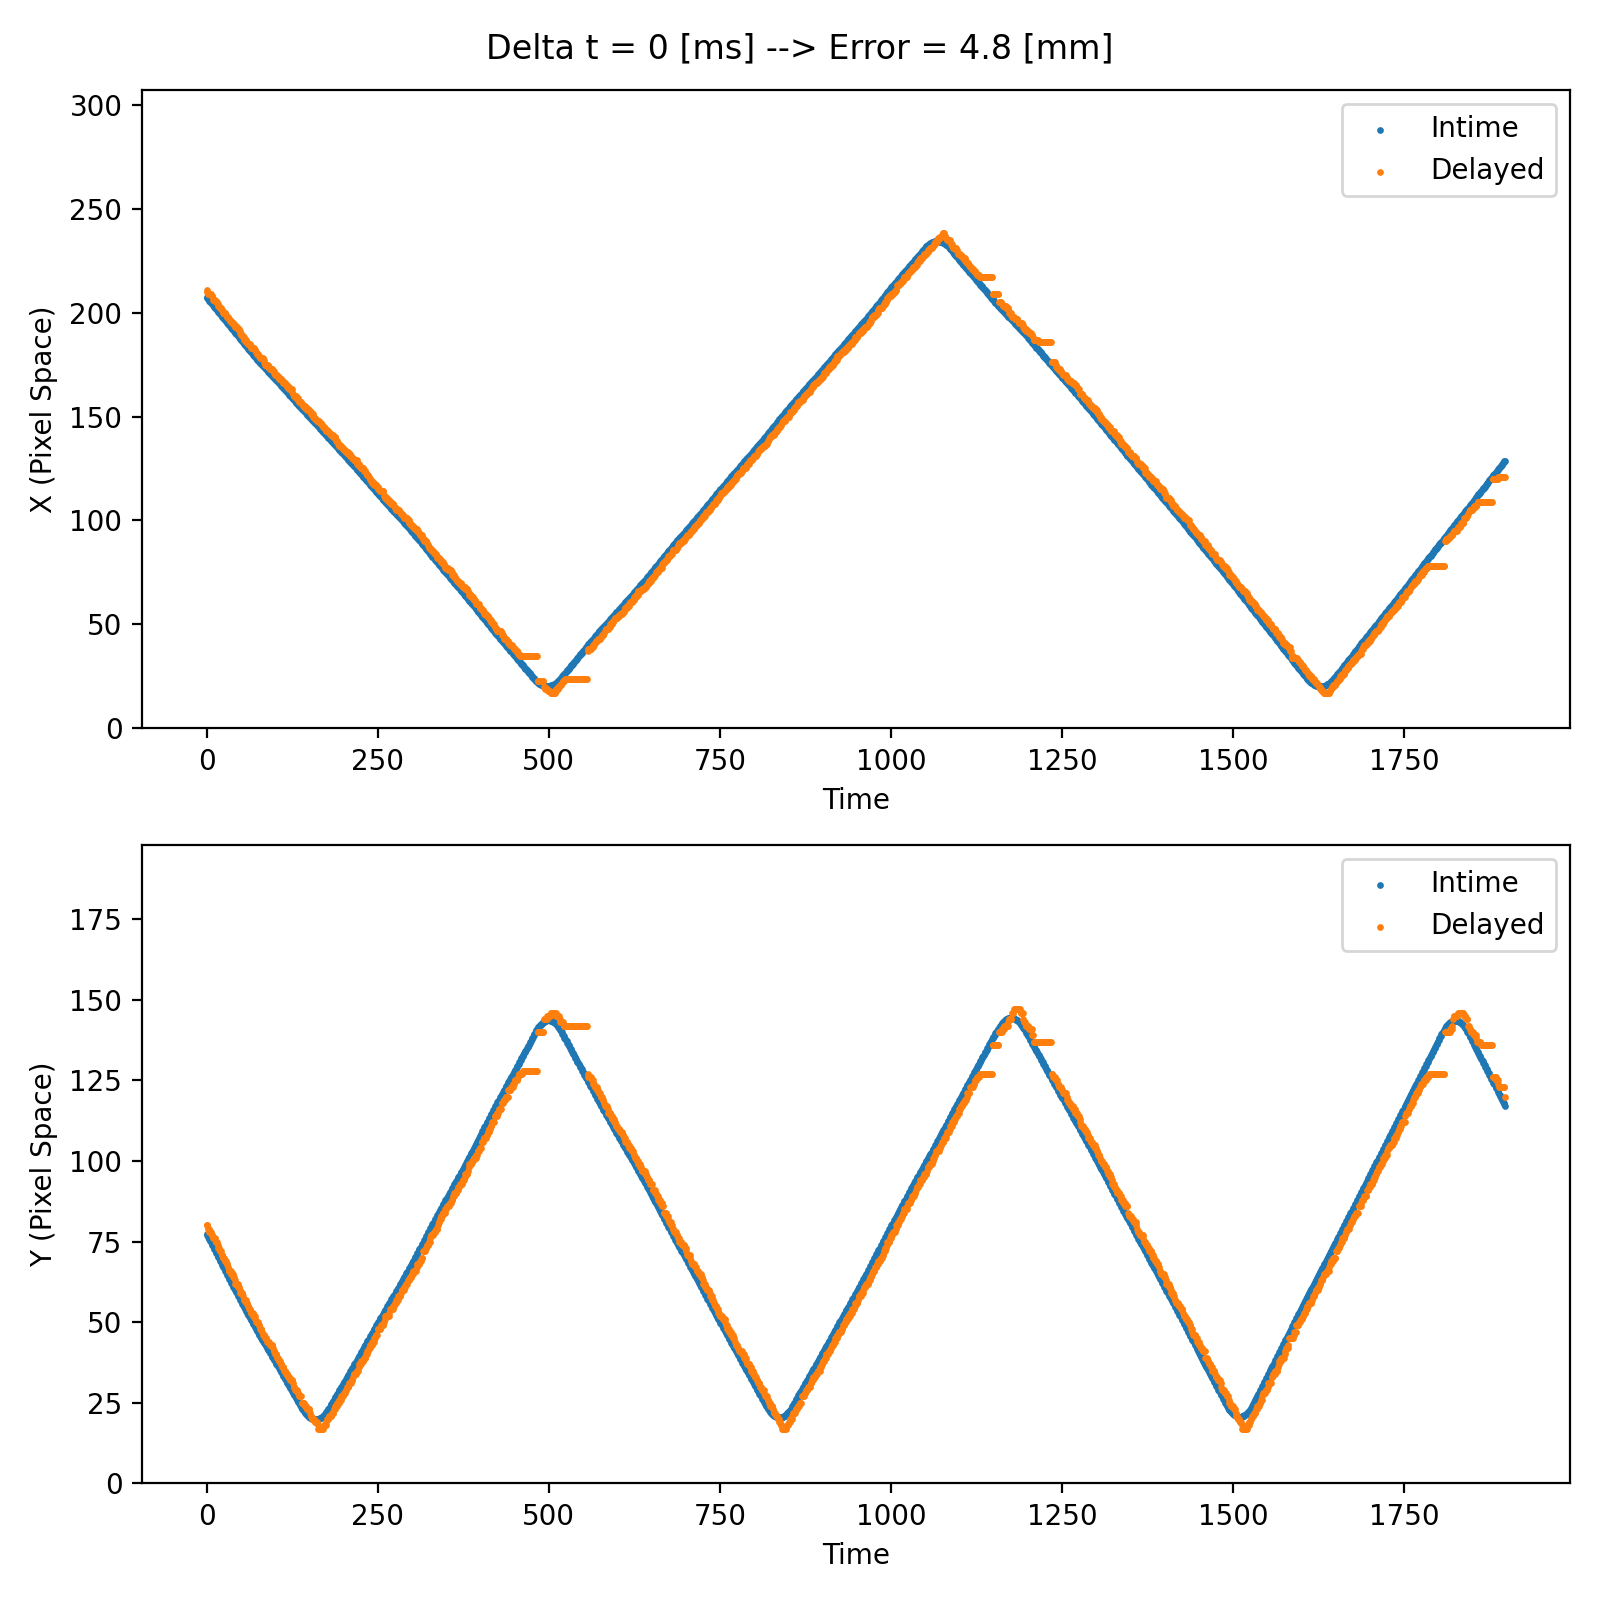 Delta t = 0 [ms] --> Error = 4.8 [mm]
300
250
200
150
100
50
0
X (Pixel Space)
Intime
Delayed
0 250 500 750 1000 1250 1500 1750
Time
175
150
125
100
75
50
25
0
Y (Pixel Space)
Intime
Delayed
0 250 500 750 1000 1250 1500 1750
Time